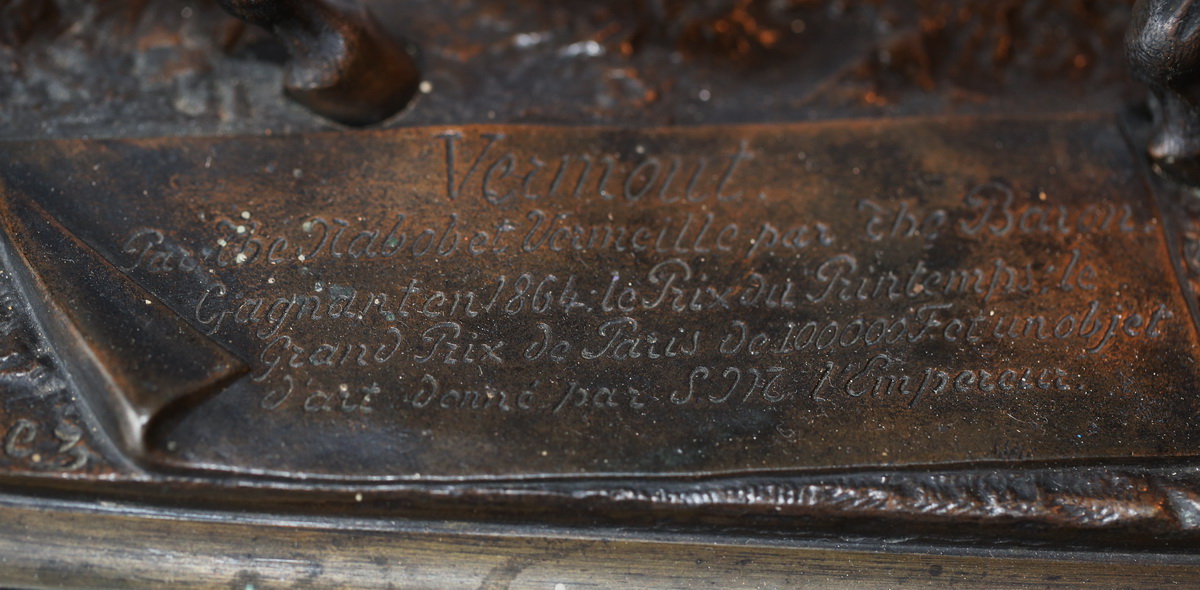 Vermont.
Par The Nabob et Vermeille par The Baron.
Gagnant en 1864 le Prix du Printemps: le
Grand Prix de Paris de 100000 F et un objet
d'art donné par S.M. l'Empereur.